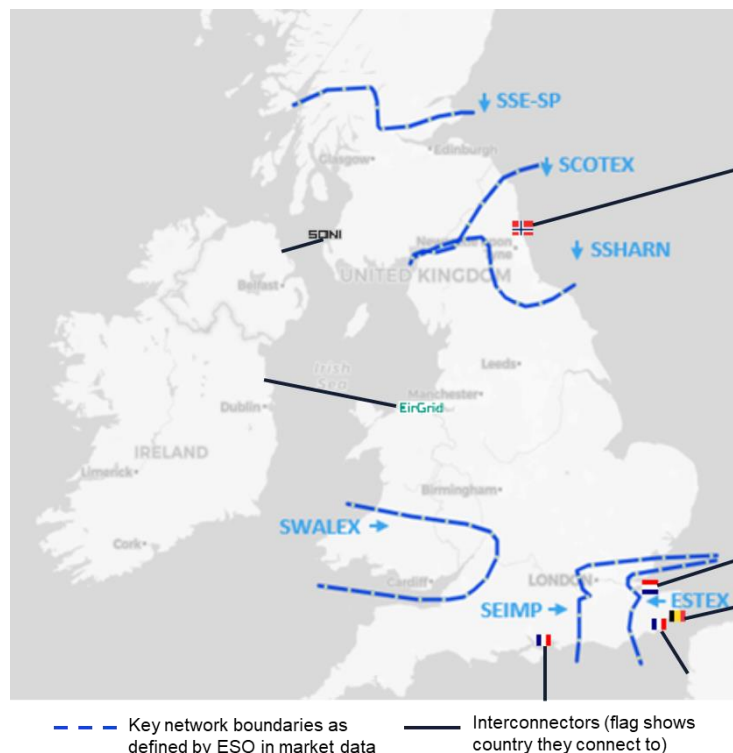 SSE-SP
Edinburgh
Glasgow
SCOTEX
SONI
SSHARN
UNITED KINGDOM
Belfast
Leeds
Irish
Sea
Manchester
EirGrid
Dublin
IRELAND
Limerick
Birmingham
SWALEX
Cork
Cardiff
LONDON
SEIMP
ESTEX
Key network boundaries as
defined by ESO in market data
Interconnectors (flag shows
country they connect to)